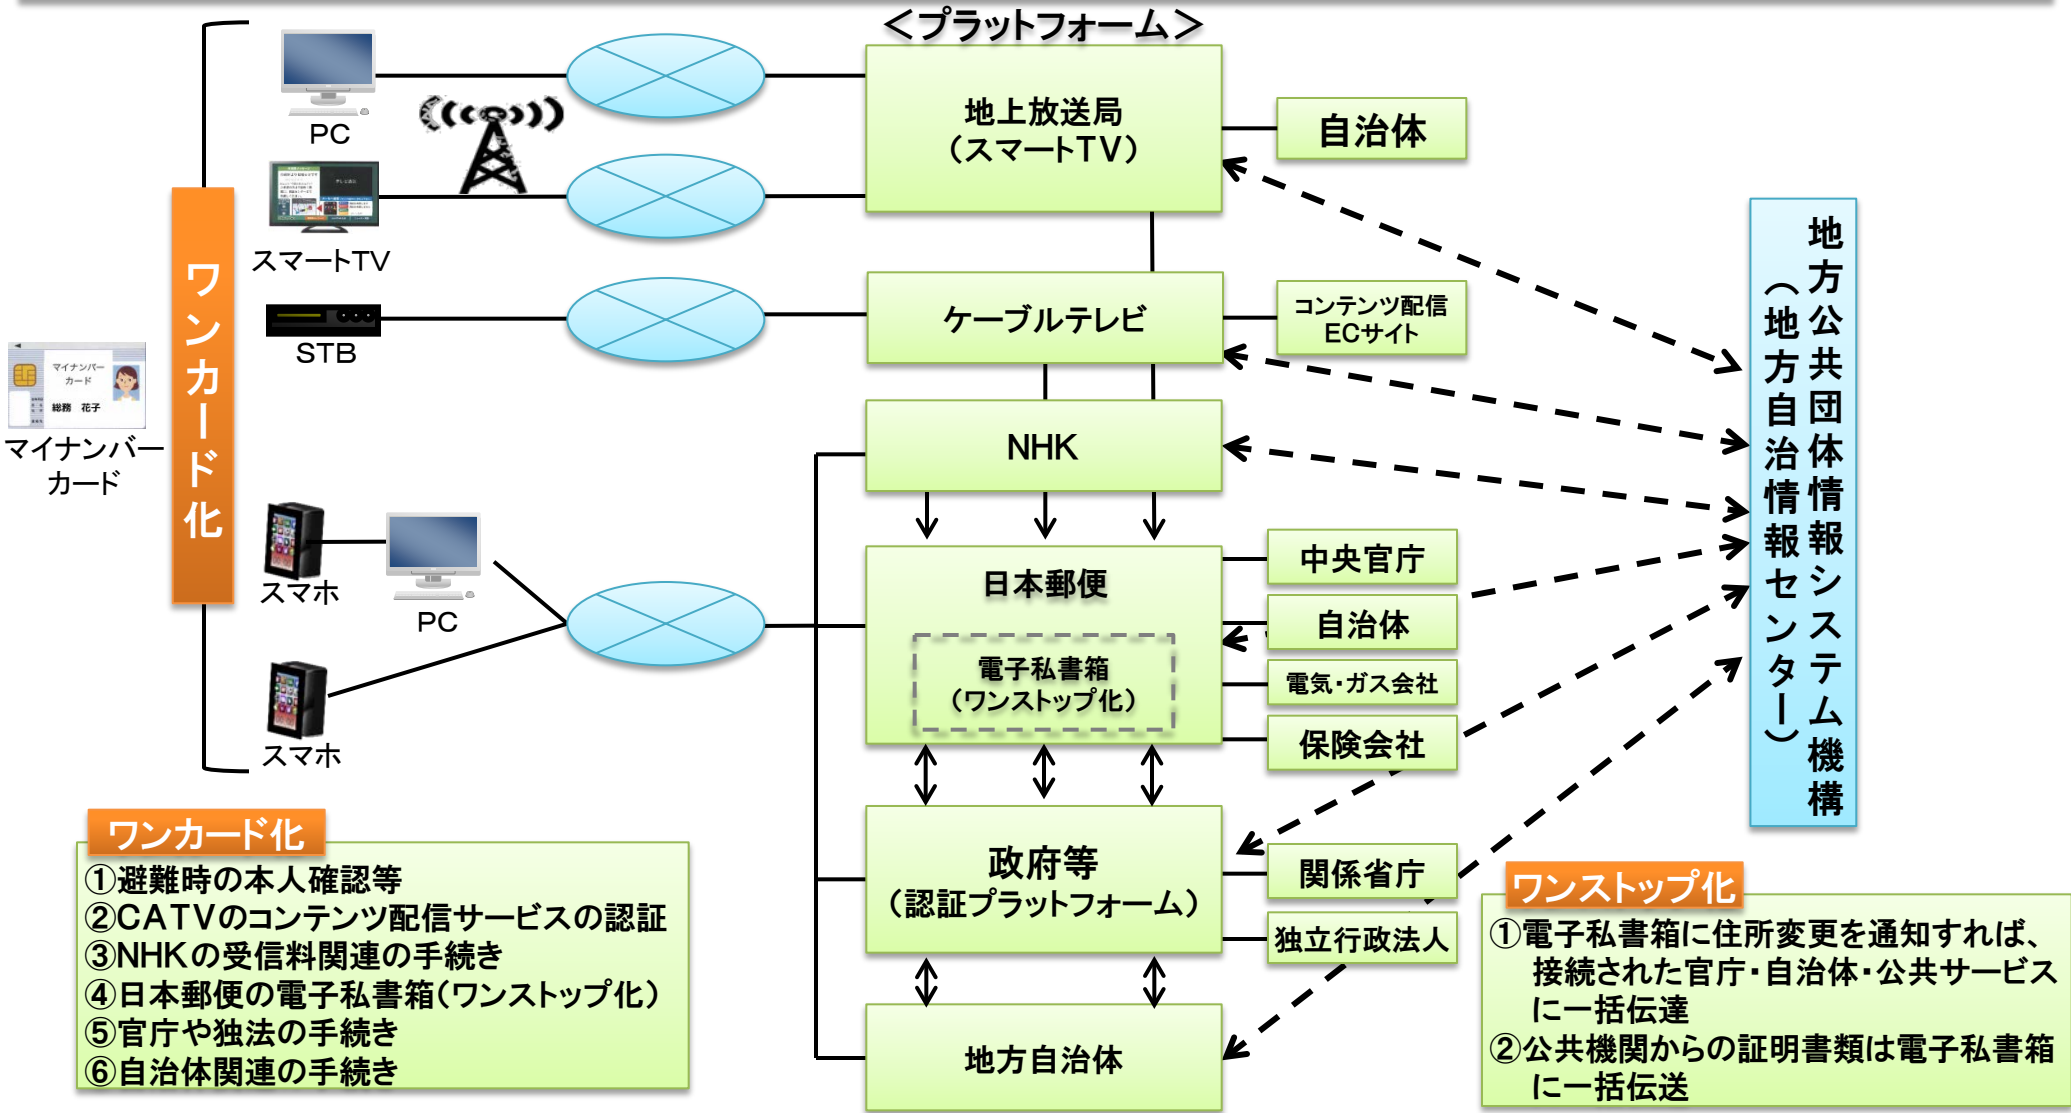 ＜プラットフォーム＞
PC
スマートTV
STB
マイナンバー
カード
総務　花子
マイナンバー
カード
ワンカード化
スマホ
PC
スマホ
地上放送局
（スマートTV）
自治体
ケーブルテレビ
コンテンツ配信
ECサイト
NHK
日本郵便
電子私書箱
（ワンストップ化）
中央官庁
自治体
電気・ガス会社
保険会社
政府等
（認証プラットフォーム）
関係省庁
独立行政法人
地方自治体
地方公共団体情報システム機構
（地方自治情報センター）
ワンカード化
①避難時の本人確認等
②CATVのコンテンツ配信サービスの認証
③NHKの受信料関連の手続き
④日本郵便の電子私書箱（ワンストップ化）
⑤官庁や独法の手続き
⑥自治体関連の手続き
ワンストップ化
①電子私書箱に住所変更を通知すれば、
接続された官庁・自治体・公共サービス
に一括伝達
②公共機関からの証明書類は電子私書箱
に一括伝送